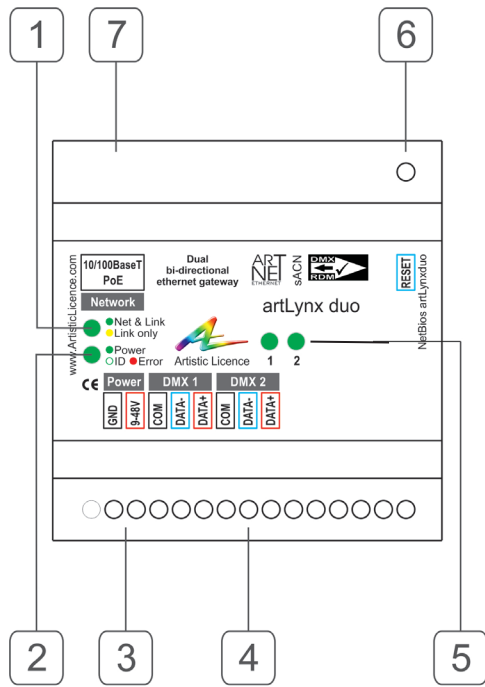 1
7
6
10/100BaseT
PoE
Network
Dual
bi-directional
ethernet gateway
ART
NET
ETHERNET
sACN
DMX
RDM
RESET
NetBios artLynxduo
www.ArtisticLicence.com
artLynx duo
Net & Link
Link only
Power
ID Error
Artistic Licence
1 2
CE
Power DMX 1 DMX 2
GND 9-48V COM DATA- DATA+ COM DATA- DATA+
2
3
4
5